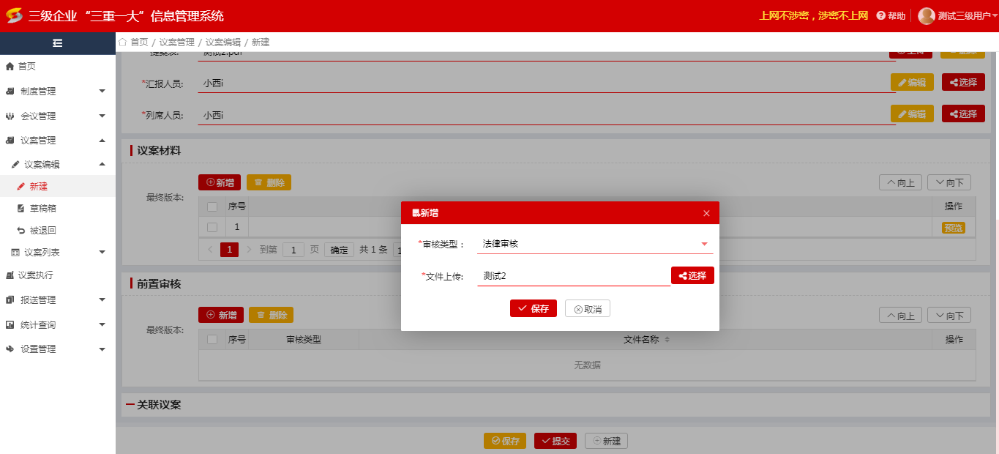 三级企业“三重一大”信息管理系统
上网不涉密，涉密不上网 帮助 测试三级用户
首页 / 议案管理 / 议案编辑 / 新建
首页
制度管理
会议管理
议案管理
议案编辑
新建
草稿箱
被退回
议案列表
议案执行
报送管理
统计查询
设置管理
提案表: 测试2.pdf 上传 删除
*汇报人员: 小西i 编辑 选择
*列席人员: 小西i 编辑 选择
议案材料
最终版本: 新增 删除 向上 向下
序号 操作
1 预览
1 到第 1 页 确定 共 1 条 1
前置审核
最终版本: 新增 删除 向上 向下
序号 审核类型 文件名称 操作
无数据
关联议案
保存 提交 新建
新增
*审核类型： 法律审核
*文件上传: 测试2 选择
保存 取消